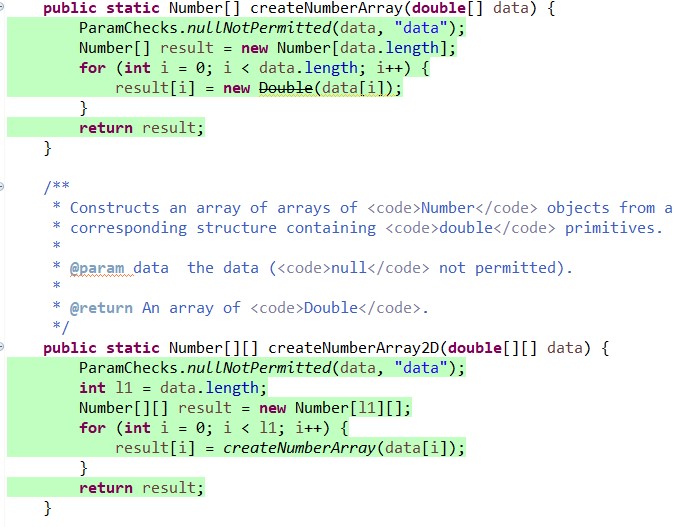 public static Number[] createNumberArray(double[] data) {
ParamChecks.nullNotPermitted(data, "data");
Number[] result = new Number[data.length];
for (int i = 0; i < data.length; i++) {
result[i] = new Double(data[i]);
}
return result;
}
/**
* Constructs an array of arrays of <code>Number</code> objects from a
* corresponding structure containing <code>double</code> primitives.
*
* @param data  the data (<code>null</code> not permitted).
*
* @return An array of <code>Double</code>.
*/
public static Number[][] createNumberArray2D(double[][] data) {
ParamChecks.nullNotPermitted(data, "data");
int l1 = data.length;
Number[][] result = new Number[l1][];
for (int i = 0; i < l1; i++) {
result[i] = createNumberArray(data[i]);
}
return result;
}